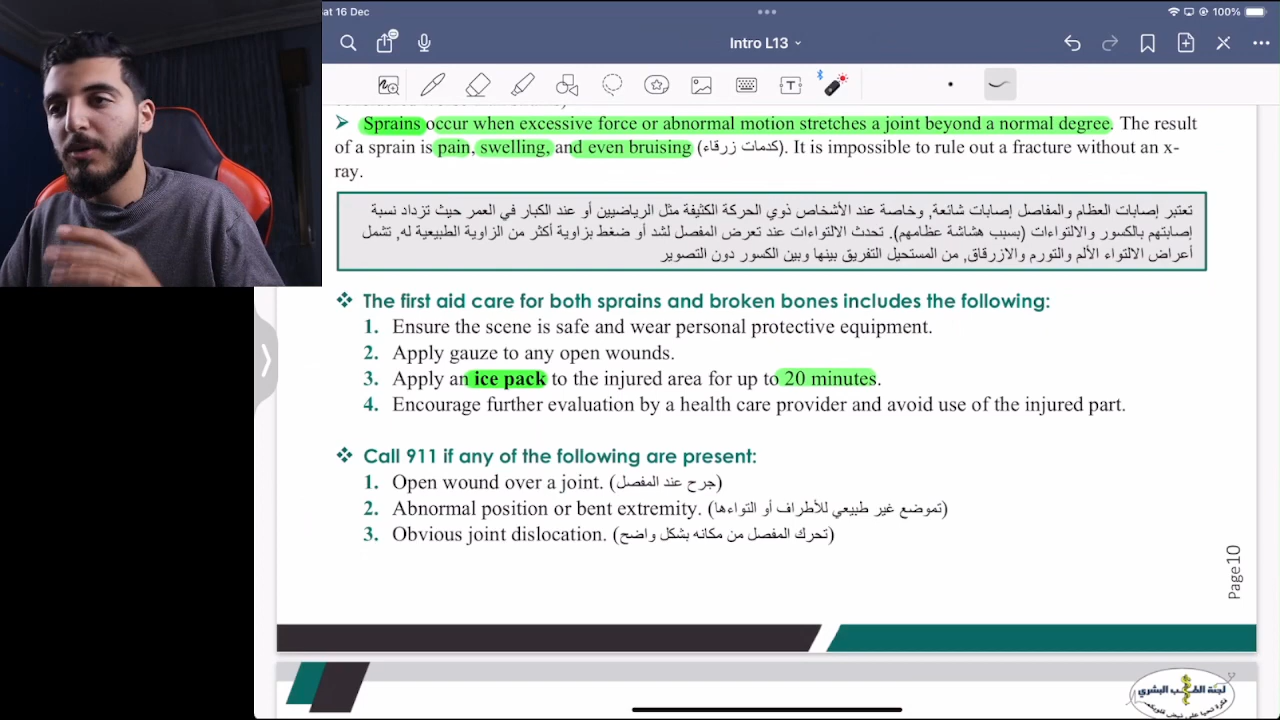 Sat 16 Dec
100%
Intro L13
Sprains occur when excessive force or abnormal motion stretches a joint beyond a normal degree. The result
of a sprain is pain, swelling, and even bruising (كدمات زرقاء). It is impossible to rule out a fracture without an x-
ray.
تعتبر إصابات العظام والمفاصل إصابات شائعة, وخاصة عند الأشخاص ذوي الحركة الكثيفة مثل الرياضيين أو عند الكبار في العمر حيث تزداد نسبة
إصابتهم بالكسور والالتواءات (بسبب هشاشة عظامهم). تحدث الالتواءات عند تعرض المفصل لشد أو ضغط بزاوية أكثر من الزاوية الطبيعية له, تشمل
أعراض الالتواء الألم والتورم والازرقاق, من المستحيل التفريق بينها وبين الكسور دون التصوير
❖ The first aid care for both sprains and broken bones includes the following:
1. Ensure the scene is safe and wear personal protective equipment.
2. Apply gauze to any open wounds.
3. Apply an ice pack to the injured area for up to 20 minutes.
4. Encourage further evaluation by a health care provider and avoid use of the injured part.
❖ Call 911 if any of the following are present:
1. Open wound over a joint. (جرح عند المفصل)
2. Abnormal position or bent extremity. (تموضع غير طبيعي للأطراف أو التواءها)
3. Obvious joint dislocation. (تحرك المفصل من مكانه بشكل واضح)
Page10
لجنة الطب البشري